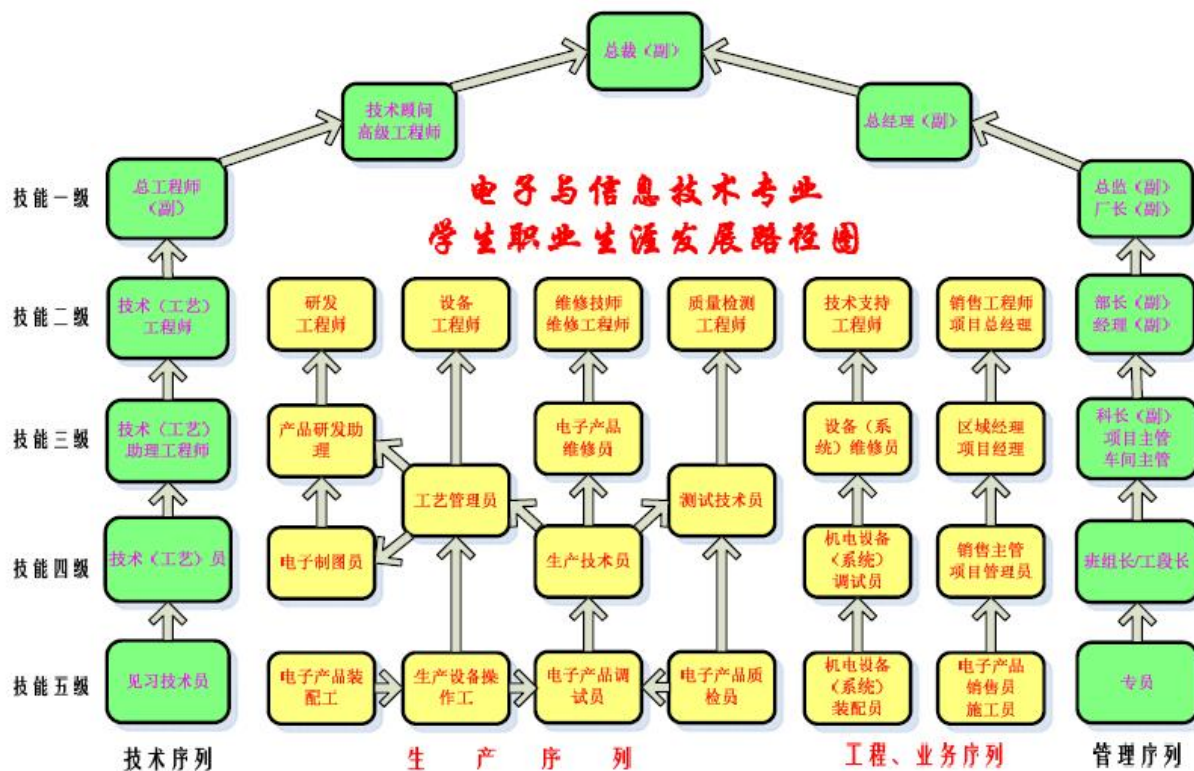 总裁（副）
技术顾问
高级工程师
总经理（副）
技能一级
总工程师
（副）
电子与信息技术专业
学生职业生涯发展路径图
总监（副）
厂长（副）
技能二级
技术（工艺）
工程师
研发
工程师
设备
工程师
维修技师
维修工程师
质量检测
工程师
技术支持
工程师
销售工程师
项目总经理
部长（副）
经理（副）
技能三级
技术（工艺）
助理工程师
产品研发助
理
电子产品
维修员
设备（系
统）维修员
区域经理
项目经理
科长（副）
项目主管
车间主管
工艺管理员
测试技术员
技能四级
技术（工艺）员
电子制图员
生产技术员
机电设备
（系统）
调试员
销售主管
项目管理员
班组长/工段长
技能五级
见习技术员
电子产品装
配工
生产设备操
作工
电子产品调
试员
电子产品质
检员
机电设备
（系统）
装配员
电子产品
销售员
施工员
专员
技术序列
生产序列
工程、业务序列
管理序列